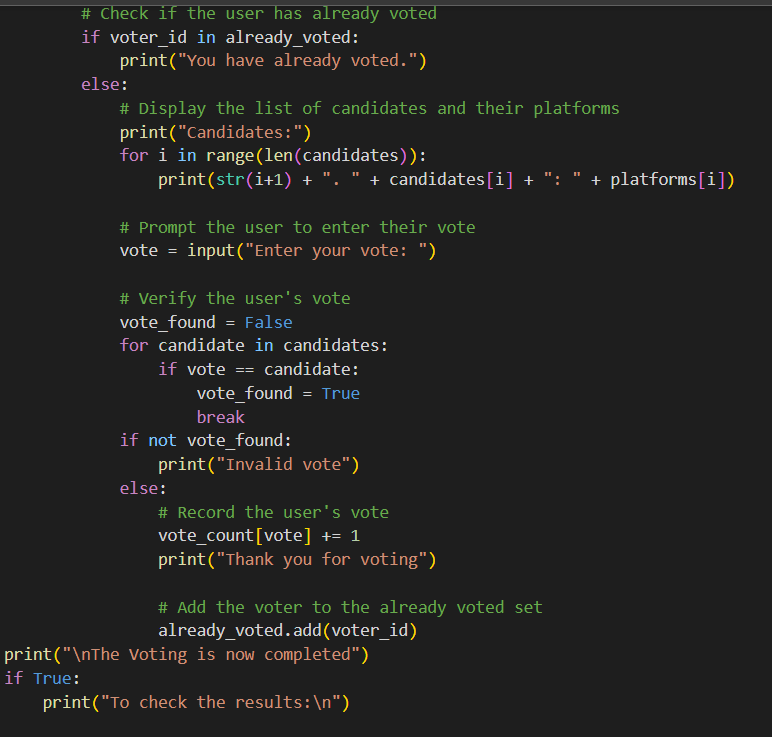 # Check if the user has already voted
if voter_id in already_voted:
print("You have already voted.")
else:
# Display the list of candidates and their platforms
print("Candidates:")
for i in range(len(candidates)):
print(str(i+1) + ". " + candidates[i] + ": " + platforms[i])
# Prompt the user to enter their vote
vote = input("Enter your vote: ")
# Verify the user's vote
vote_found = False
for candidate in candidates:
if vote == candidate:
vote_found = True
break
if not vote_found:
print("Invalid vote")
else:
# Record the user's vote
vote_count[vote] += 1
print("Thank you for voting")
# Add the voter to the already voted set
already_voted.add(voter_id)
print("\nThe Voting is now completed")
if True:
print("To check the results:\n")